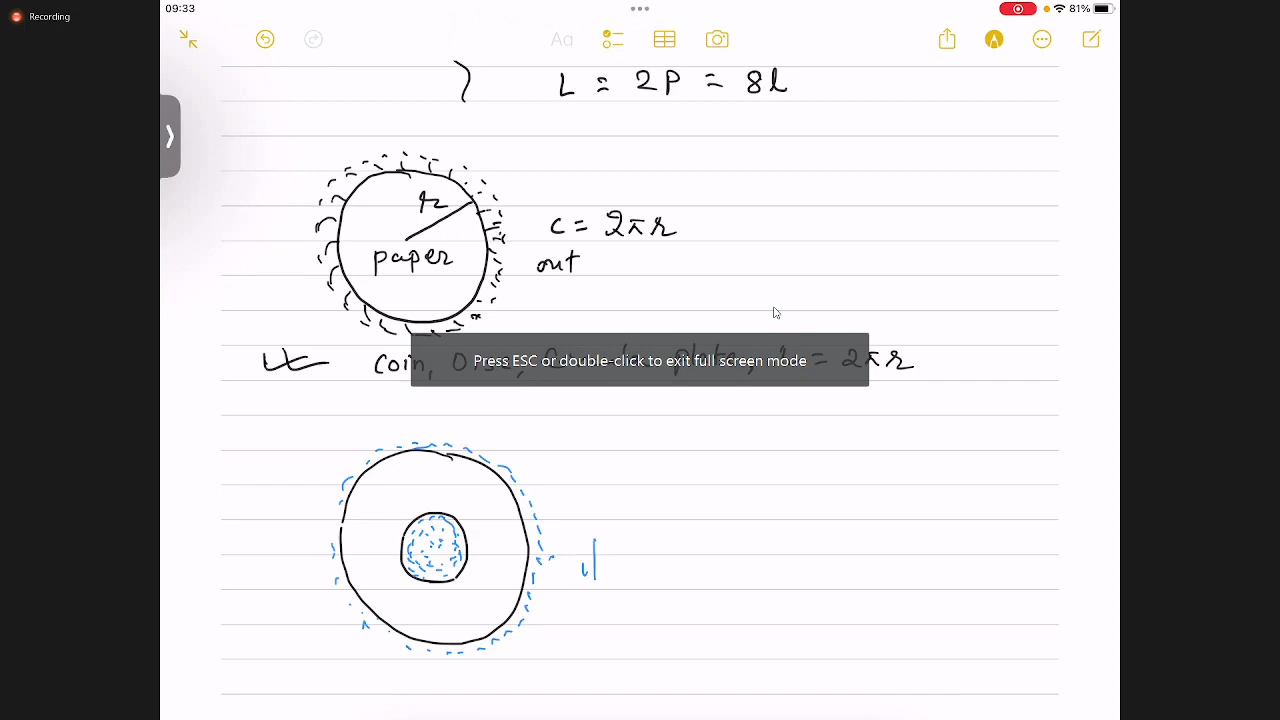 Recording
09:33
81%
Aa
L = 2P = 8l
r
paper
C = 2πr
out
Coin,
= 2πr
Press ESC or double-click to exit full screen mode